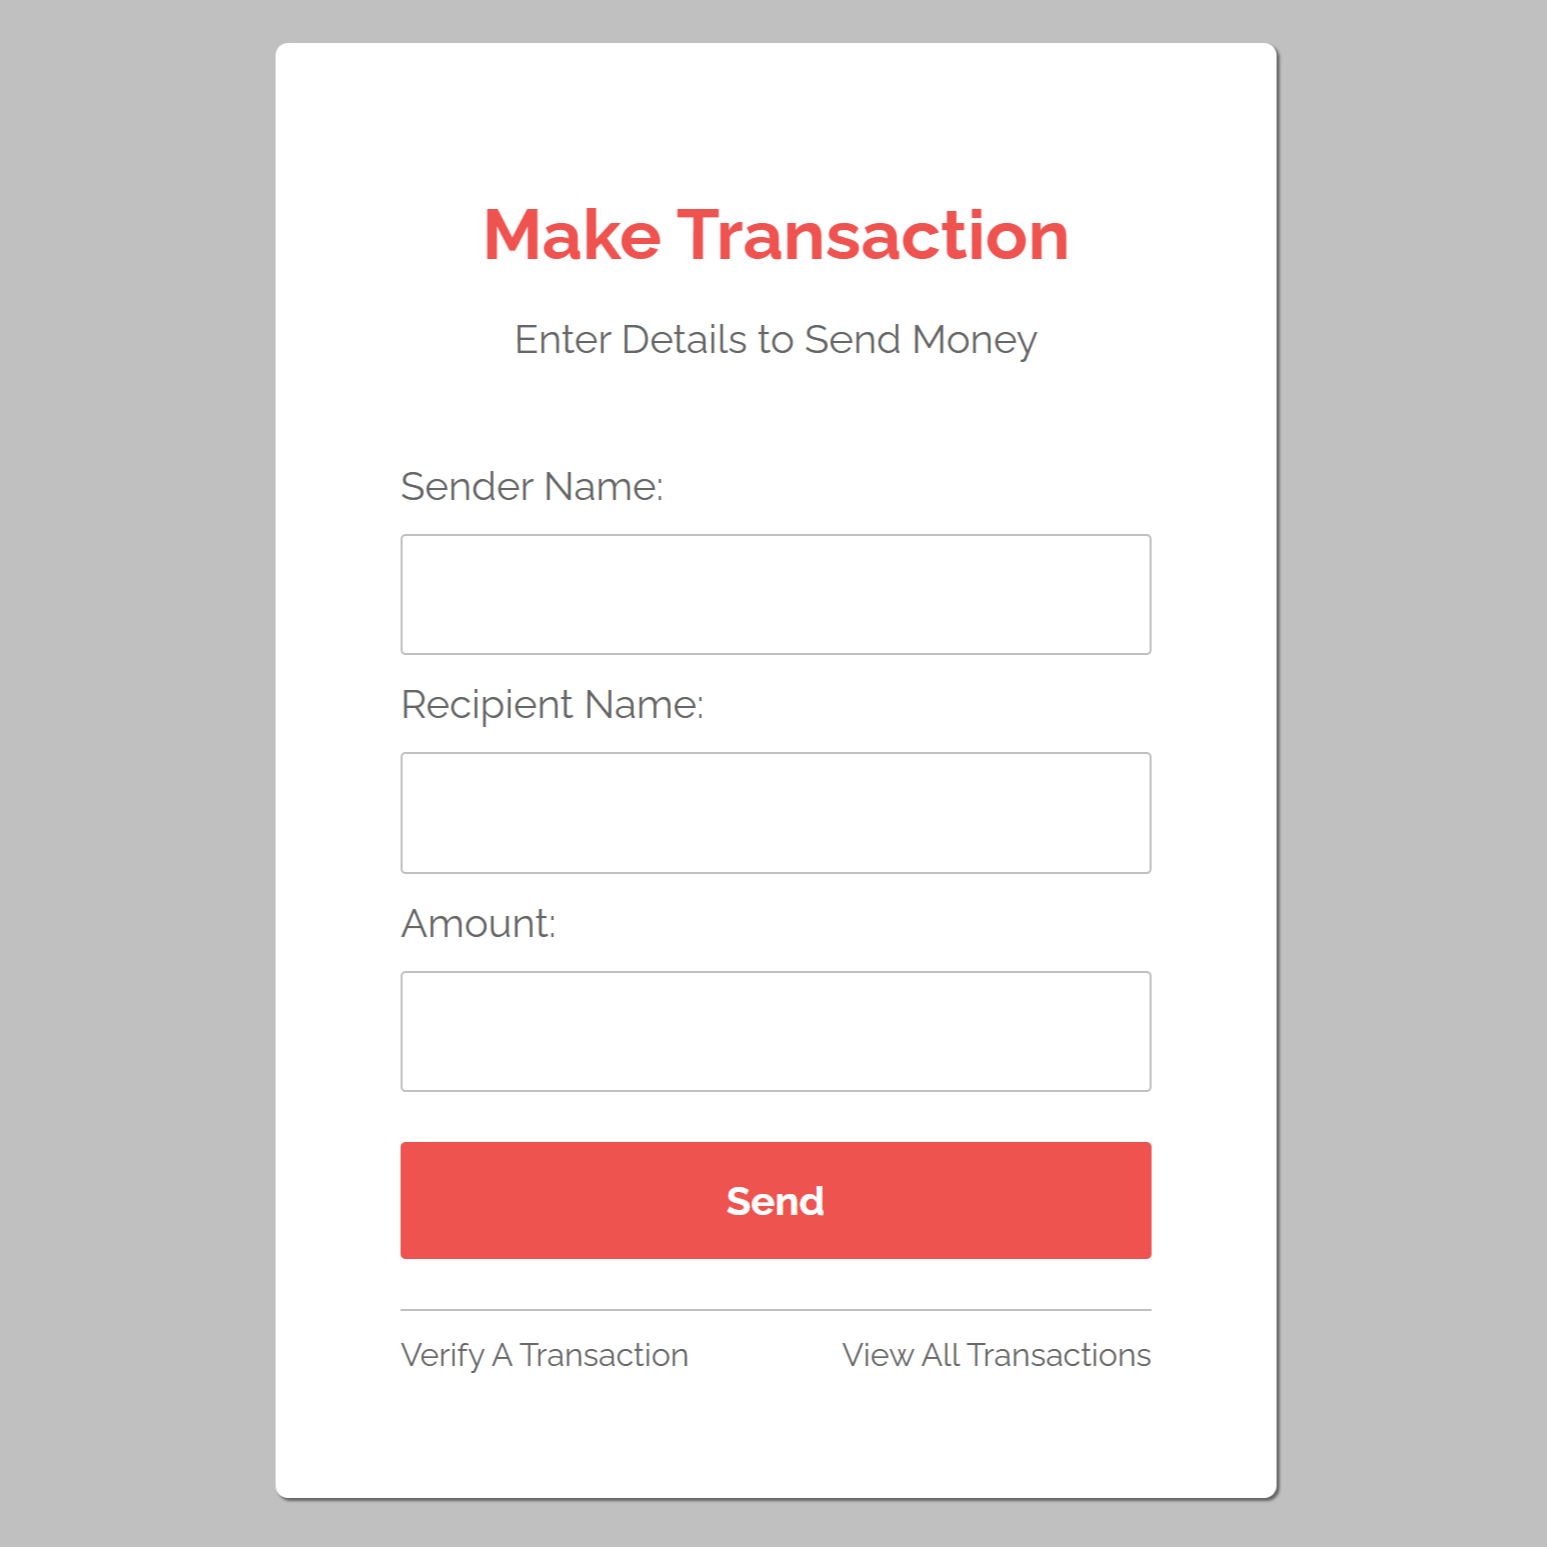 Make Transaction
Enter Details to Send Money
Sender Name:
Recipient Name:
Amount:
Send
Verify A Transaction
View All Transactions